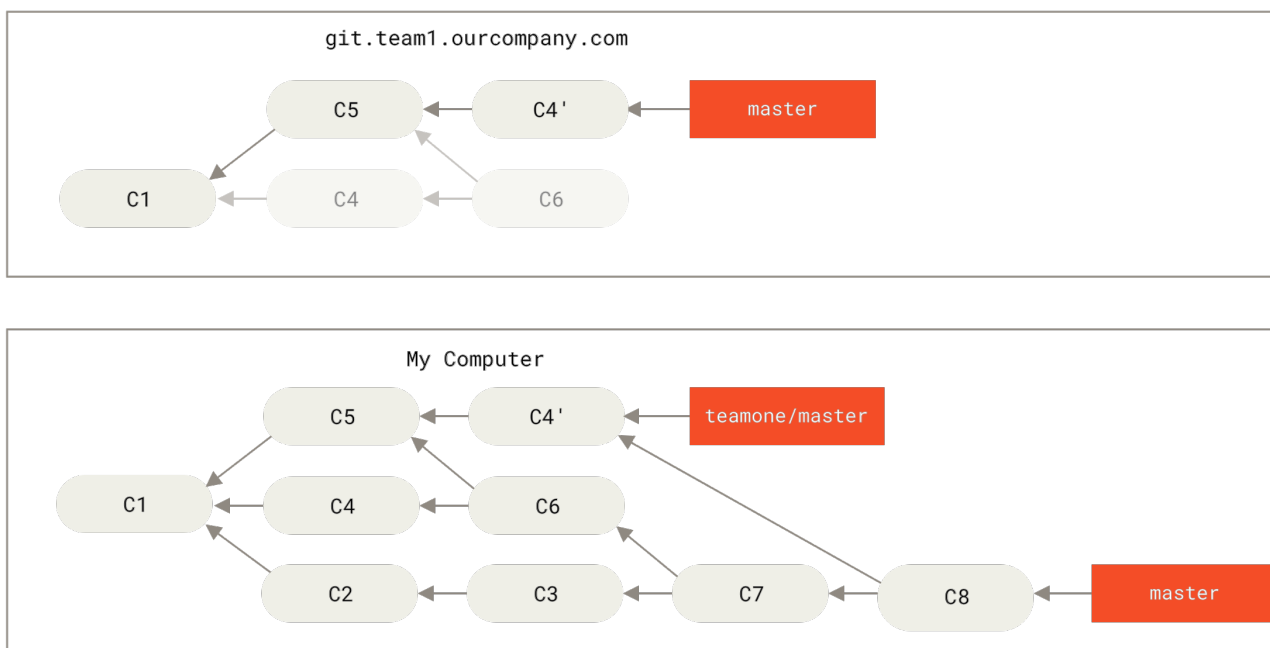 git.team1.ourcompany.com
C5 C4' master
C1 C4 C6
My Computer
C5 C4' teamone/master
C1 C4 C6
C2 C3 C7 C8 master